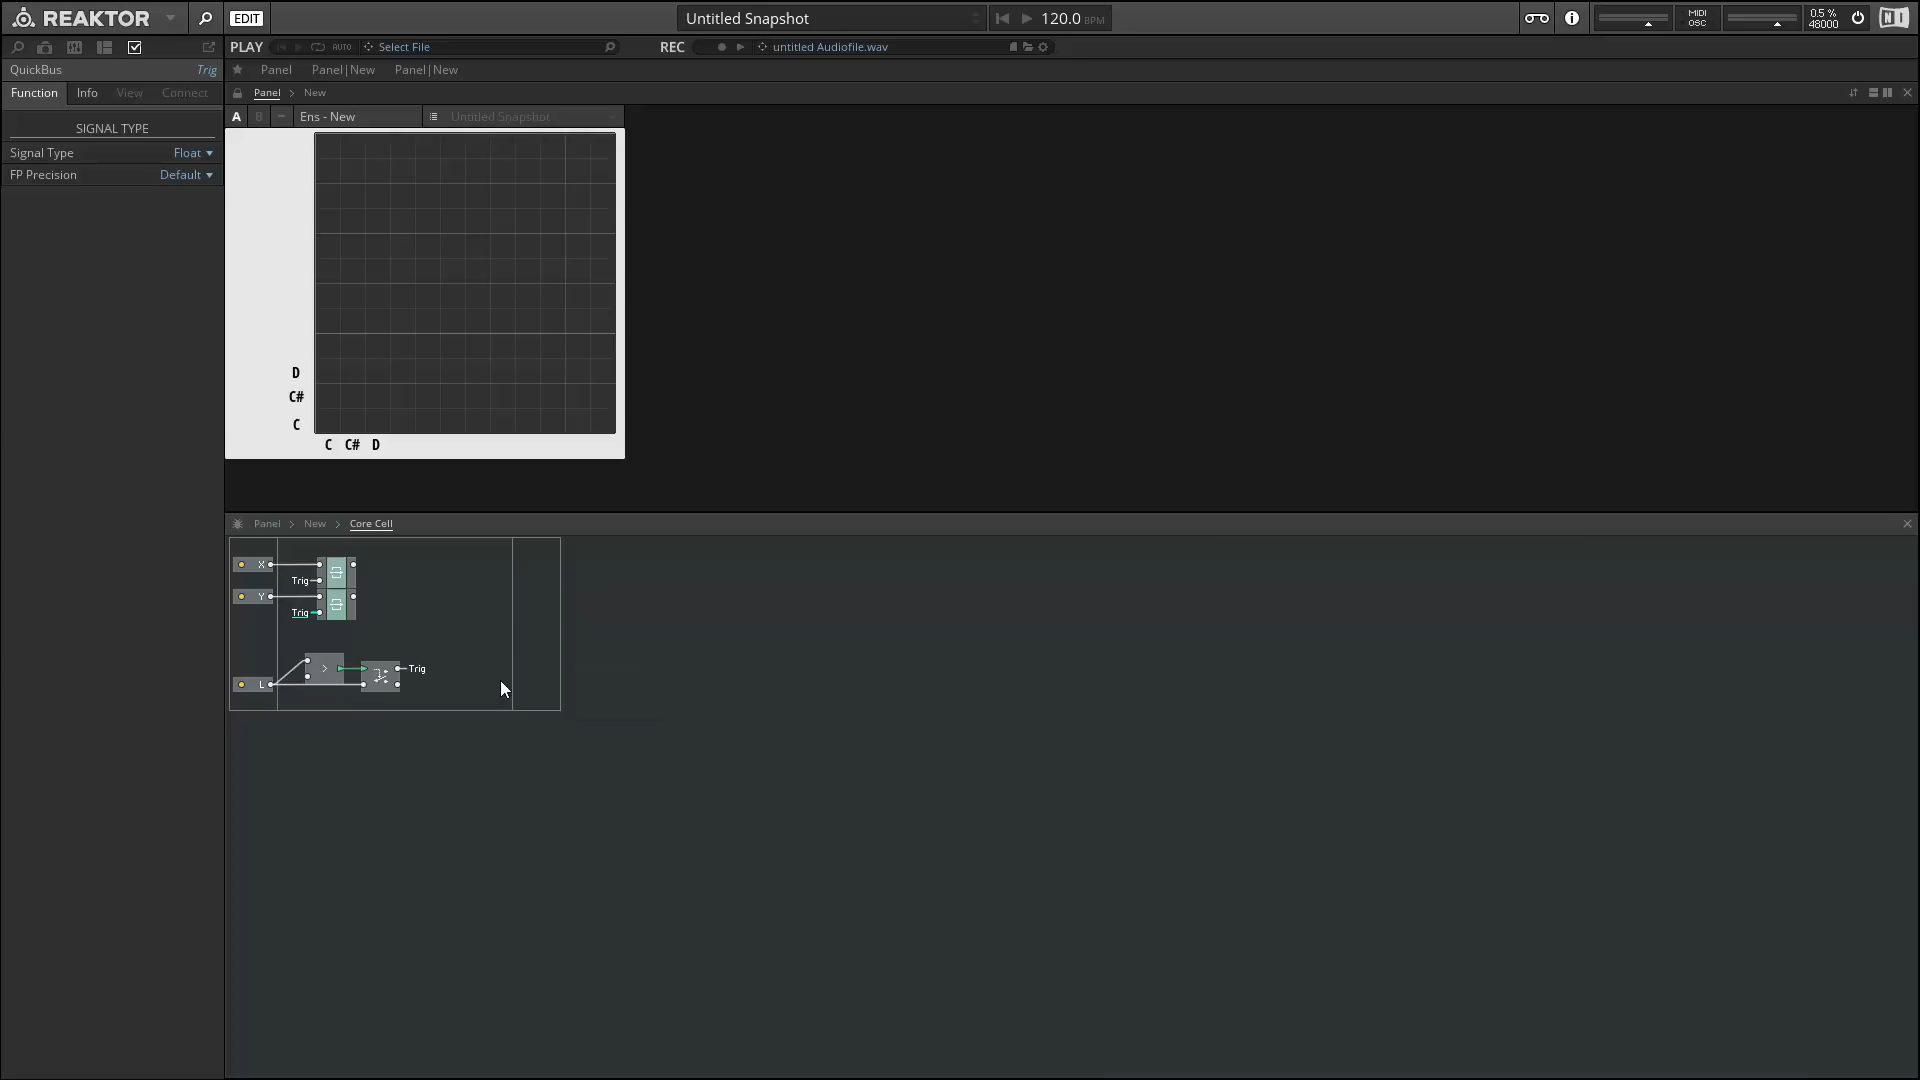 REAKTOR EDIT Untitled Snapshot 120.0 BPM MIDI OSC 0.5 % 48000
PLAY AUTO Select File REC untitled Audiofile.wav
QuickBus Trig
Panel Panel|New Panel|New
Function Info View Connect
Panel > New
A B Ens - New Untitled Snapshot
SIGNAL TYPE
Signal Type Float
FP Precision Default
D
C#
C
C C# D
Panel > New > Core Cell
X
Trig
Y
Trig
> Trig
L